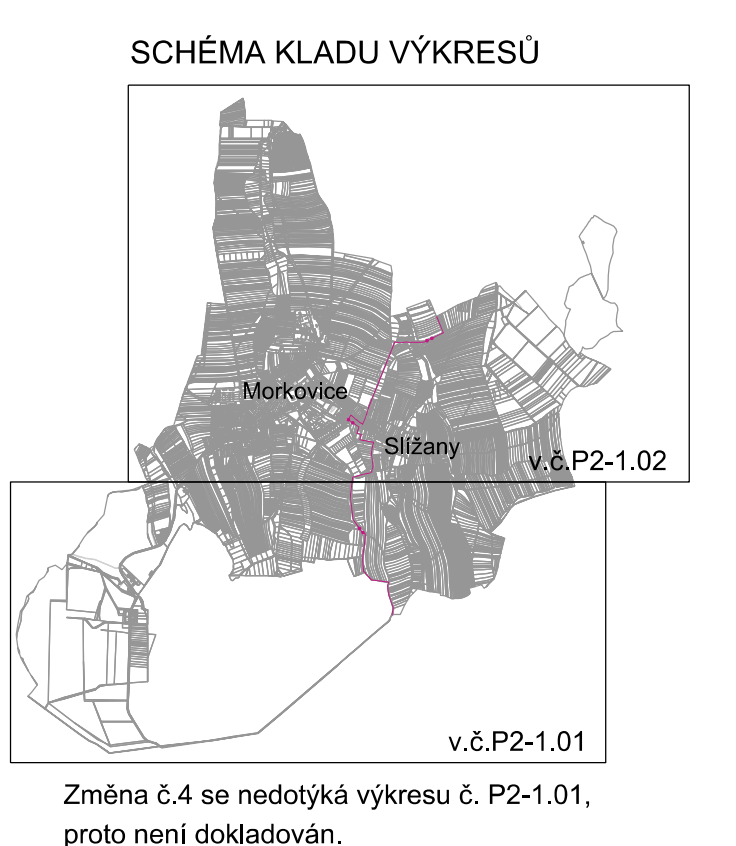 SCHÉMA KLADU VÝKRESŮ
Morkovice
Slížany
v.č.P2-1.02
v.č.P2-1.01
Změna č.4 se nedotýká výkresu č. P2-1.01,
proto není dokladován.